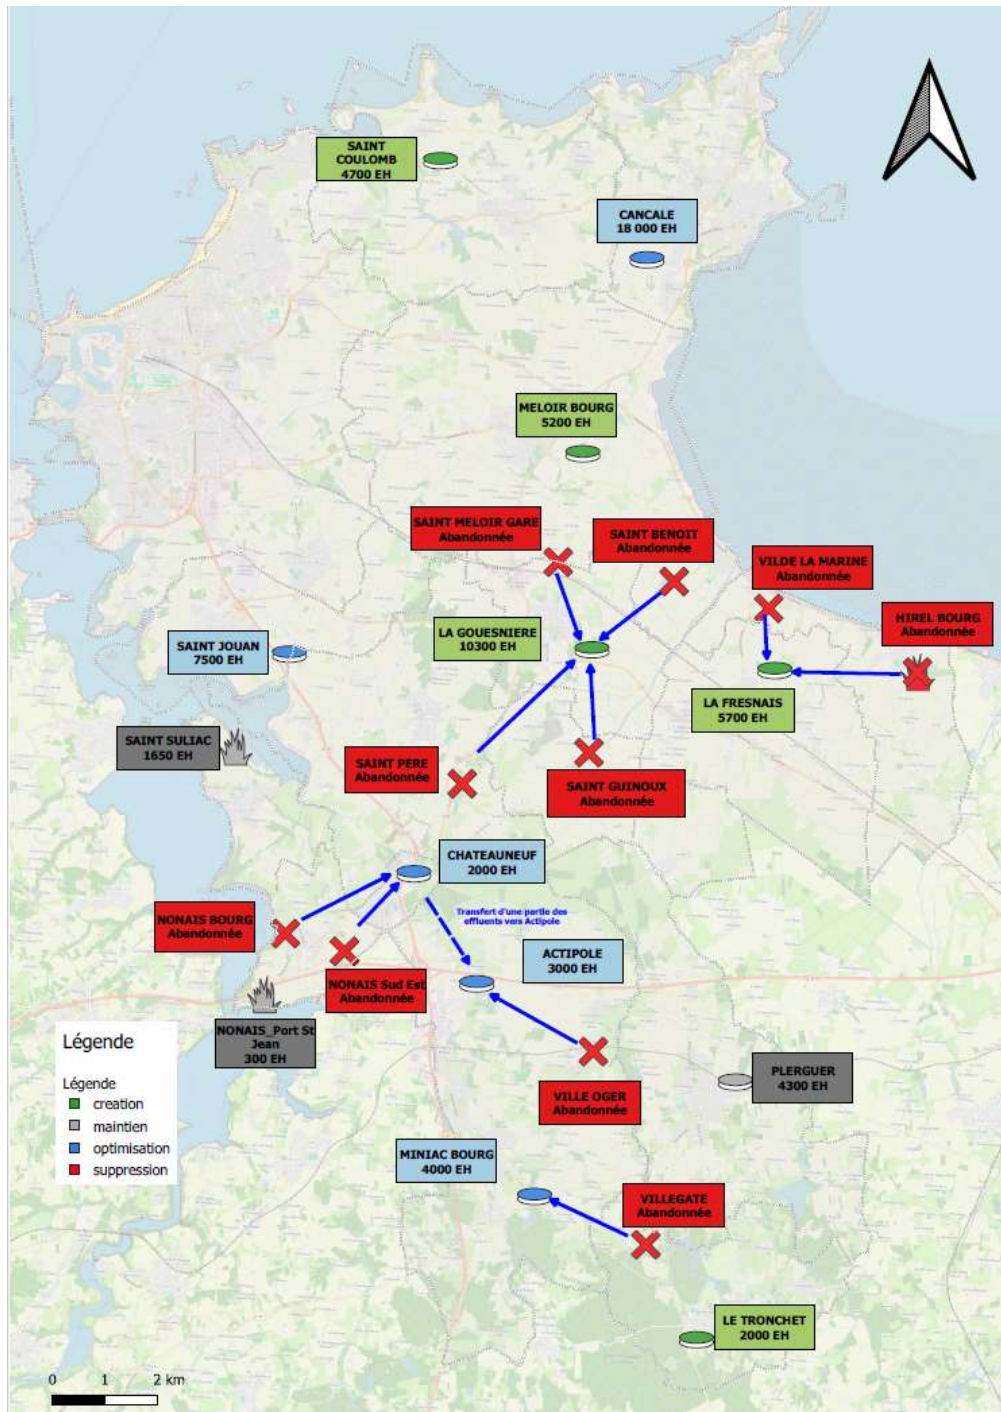 SAINT
COULOMB
4700 EH
CANCALE
18 000 EH
MELOIR BOURG
5200 EH
SAINT MELOIR GARE
Abandonnée
SAINT BENOIT
Abandonnée
VILDE LA MARINE
Abandonnée
HIREL BOURG
Abandonnée
LA GOUESNIERE
10300 EH
SAINT JOUAN
7500 EH
LA FRESNAIS
5700 EH
SAINT SULIAC
1650 EH
SAINT PERE
Abandonnée
SAINT GUINOUX
Abandonnée
CHATEAUNEUF
2000 EH
Transfert d'une partie des
effluents vers Actipole
NONAIS BOURG
Abandonnée
ACTIPOLE
3000 EH
NONAIS Sud Est
Abandonnée
NONAIS_Port St
Jean
300 EH
Légende
Légende
creation
maintien
optimisation
suppression
PLERGUER
4300 EH
VILLE OGER
Abandonnée
MINIAC BOURG
4000 EH
VILLEGATE
Abandonnée
LE TRONCHET
2000 EH
0 1 2 km